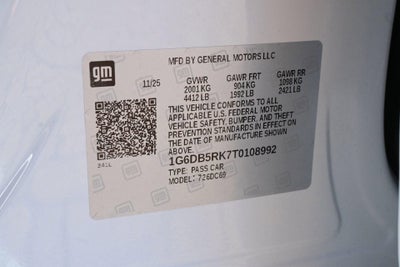 gm
MFD BY GENERAL MOTORS LLC
11/25 GVWR GAWR FRT GAWR RR
2001 KG 904 KG 1098 KG
4412 LB 1992 LB 2421 LB
THIS VEHICLE CONFORMS TO ALL
APPLICABLE U.S. FEDERAL MOTOR
VEHICLE SAFETY, BUMPER, AND THEFT
PREVENTION STANDARDS IN EFFECT ON
THE DATE OF MANUFACTURE SHOWN
ABOVE.
1G6DB5RK7T0108992
TYPE: PASS CAR
MODEL: 726DC69